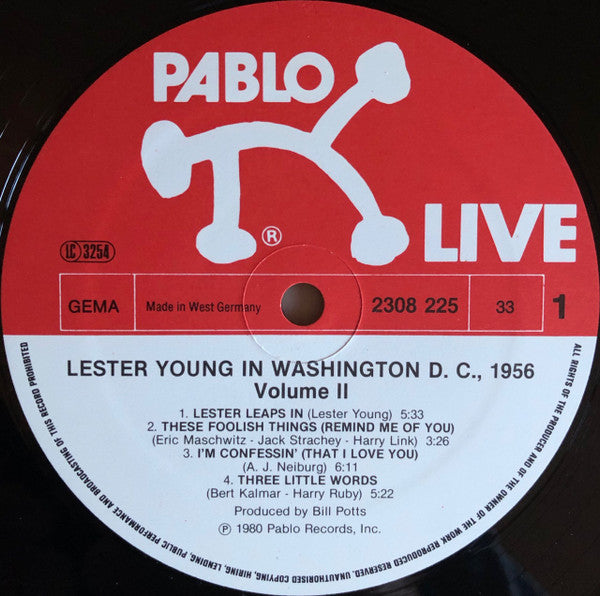 PABLO
LIVE
®
LC 3254
GEMA
Made in West Germany
2308 225
33
1
LESTER YOUNG IN WASHINGTON D. C., 1956
Volume II
1. LESTER LEAPS IN (Lester Young) 5:33
2. THESE FOOLISH THINGS (REMIND ME OF YOU)
(Eric Maschwitz - Jack Strachey - Harry Link) 3:26
3. I'M CONFESSIN' (THAT I LOVE YOU)
(A. J. Neiburg) 6:11
4. THREE LITTLE WORDS
(Bert Kalmar - Harry Ruby) 5:22
Produced by Bill Potts
℗ 1980 Pablo Records, Inc.
ALL RIGHTS OF THE PRODUCER AND OF THE OWNER OF THE WORK REPRODUCED RESERVED. UNAUTHORISED COPYING, HIRING, LENDING, PUBLIC PERFORMANCE AND BROADCASTING OF THIS RECORD PROHIBITED